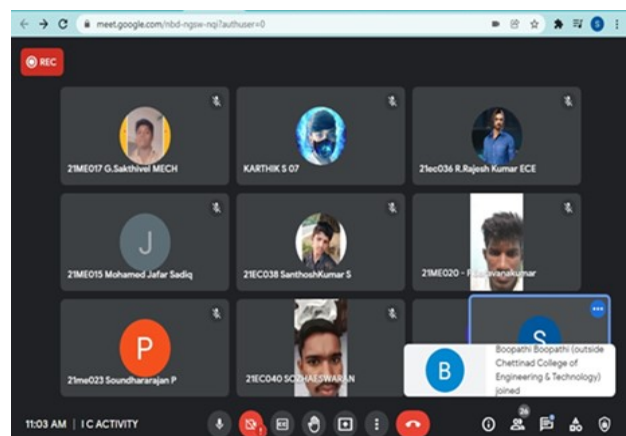 meet.google.com/nbd-ngsw-nqi?authuser=0
S
REC
21ME017 G.Sakthivel MECH
KARTHIK S 07
21ec036 R.Rajesh Kumar ECE
J
21ME015 Mohamed Jafar Sadiq
21EC038 SanthoshKumar S
21ME020 -
P
21me023 Soundhararajan P
21EC040 SOZHAESWARAN
S
B
Boopathi Boopathi (outside
Chettinad College of
Engineering & Technology)
joined
11:03 AM | I C ACTIVITY
26